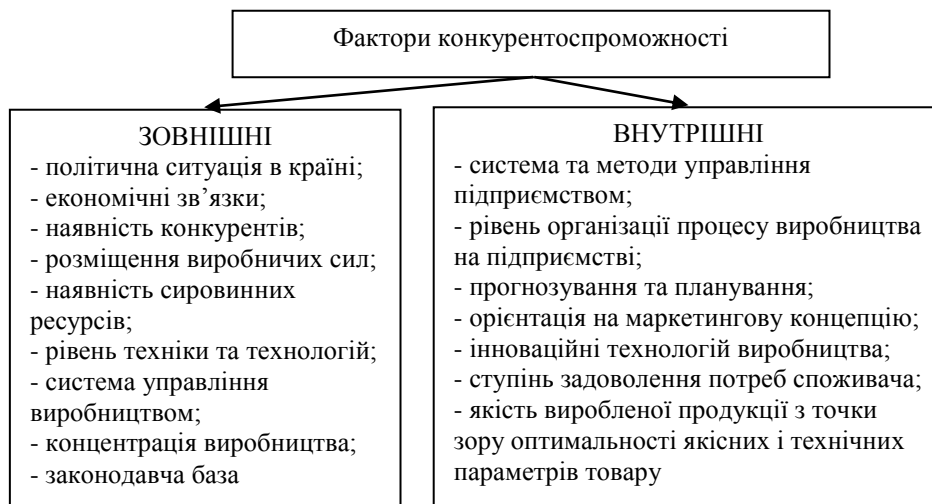 Фактори конкурентоспроможності
ЗОВНІШНІ
- політична ситуація в країні;
- економічні зв’язки;
- наявність конкурентів;
- розміщення виробничих сил;
- наявність сировинних
ресурсів;
- рівень техніки та технологій;
- система управління
виробництвом;
- концентрація виробництва;
- законодавча база
ВНУТРІШНІ
- система та методи управління
підприємством;
- рівень організації процесу виробництва
на підприємстві;
- прогнозування та планування;
- орієнтація на маркетингову концепцію;
- інноваційні технологій виробництва;
- ступінь задоволення потреб споживача;
- якість виробленої продукції з точки
зору оптимальності якісних і технічних
параметрів товару